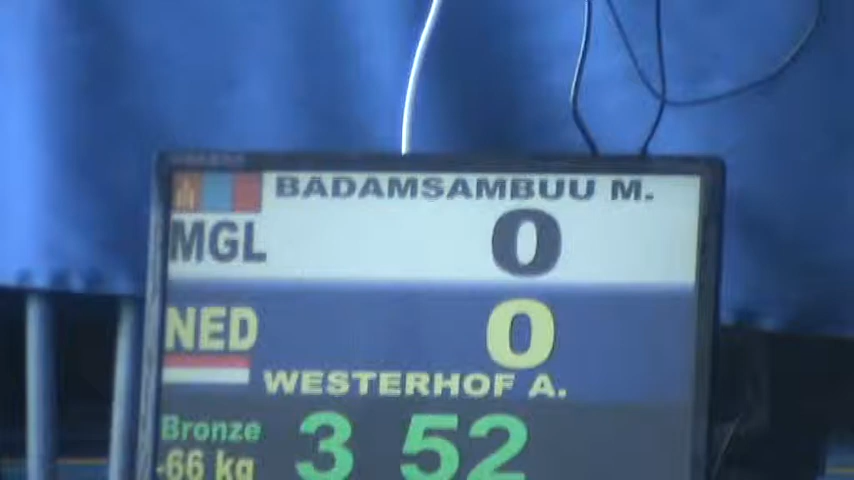 BADAMSAMBUU M.
MGL 0
NED 0
WESTERHOF A.
Bronze 3 52
-66 kg